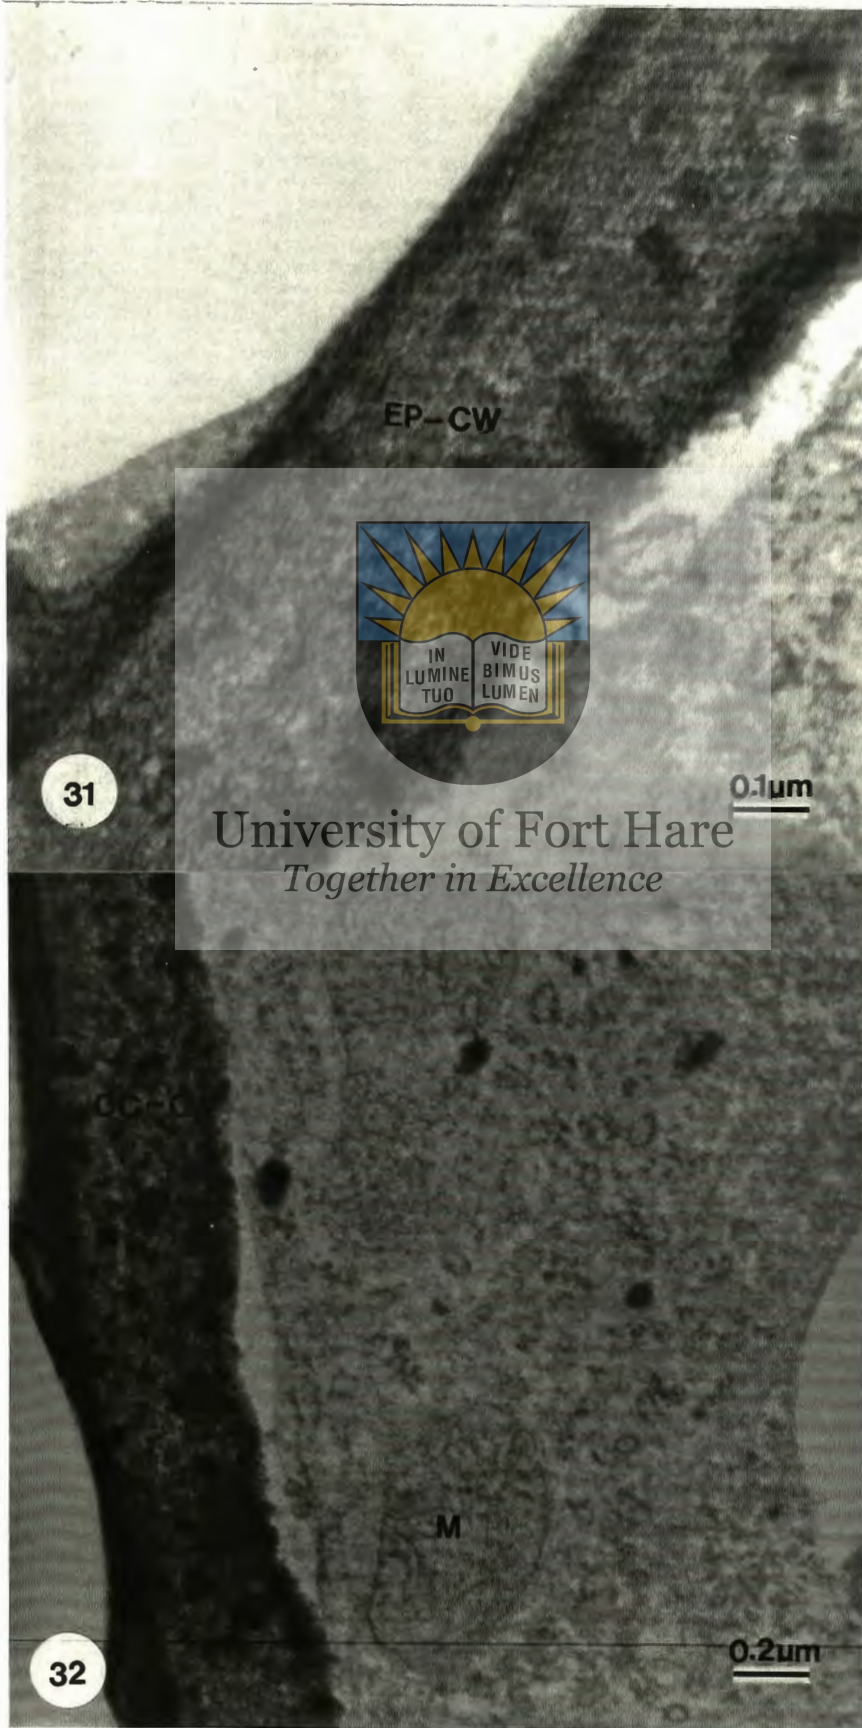 EP–CW
IN
LUMINE
TUO
VIDE
BIMUS
LUMEN
31
0.1µm
University of Fort Hare
Together in Excellence
M
32
0.2µm